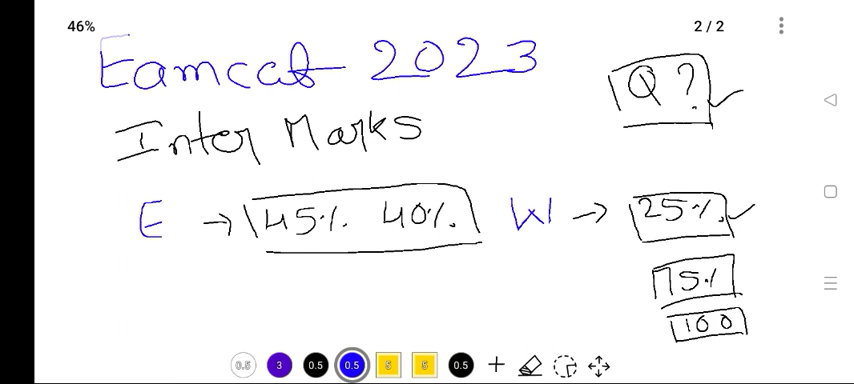 46%
2 / 2
Eamcat 2023
Q ?
Inter Marks
E → 45% 40% W → 25%
75%
100
0.5 3 0.5 0.5 5 5 0.5